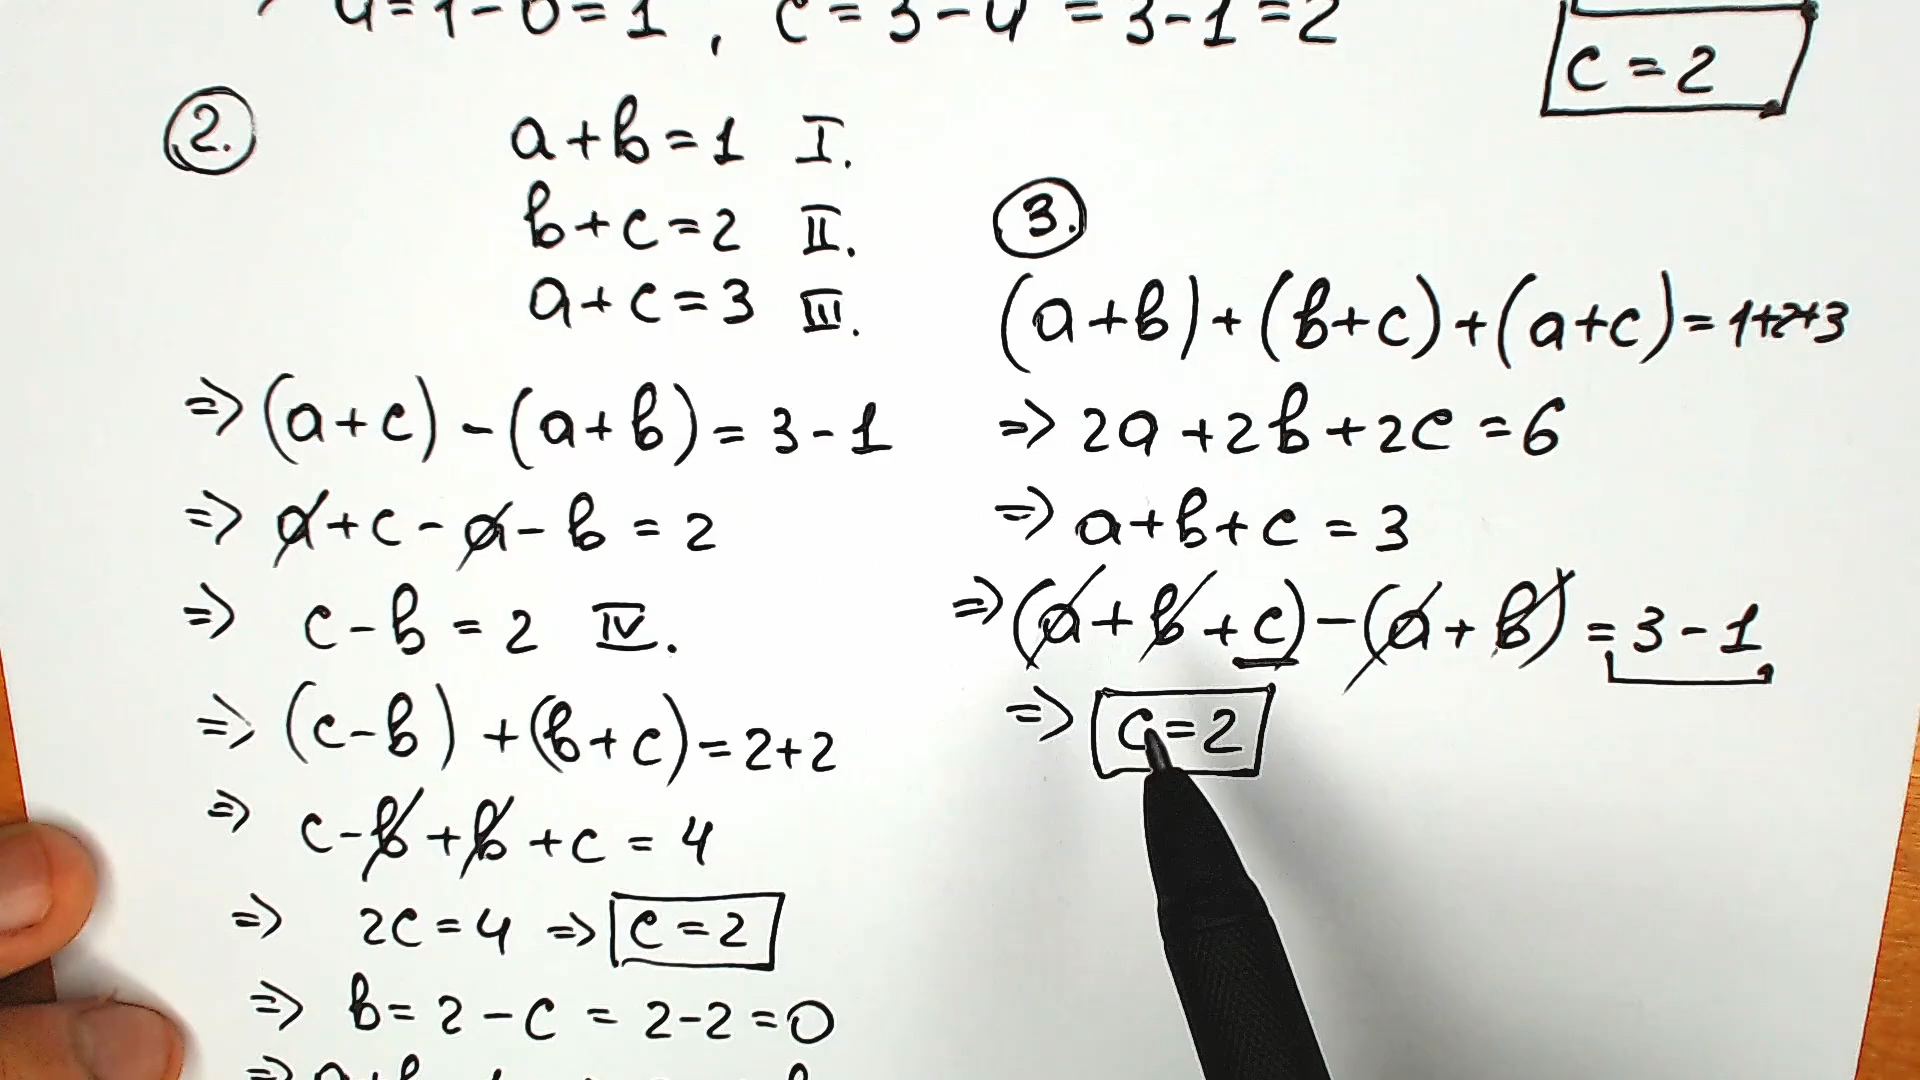 a=1-0=1, c=3-a=3-1=2
c=2
2.
a+b=1 I.
b+c=2 II.
a+c=3 III.
=> (a+c)-(a+b)=3-1
=> a+c-a-b=2
=> c-b=2 IV.
=> (c-b)+(b+c)=2+2
=> c-b+b+c=4
=> 2c=4 => c=2
=> b=2-c=2-2=0
3.
(a+b)+(b+c)+(a+c)=1+2+3
=> 2a+2b+2c=6
=> a+b+c=3
=> (a+b+c)-(a+b)=3-1
=> c=2